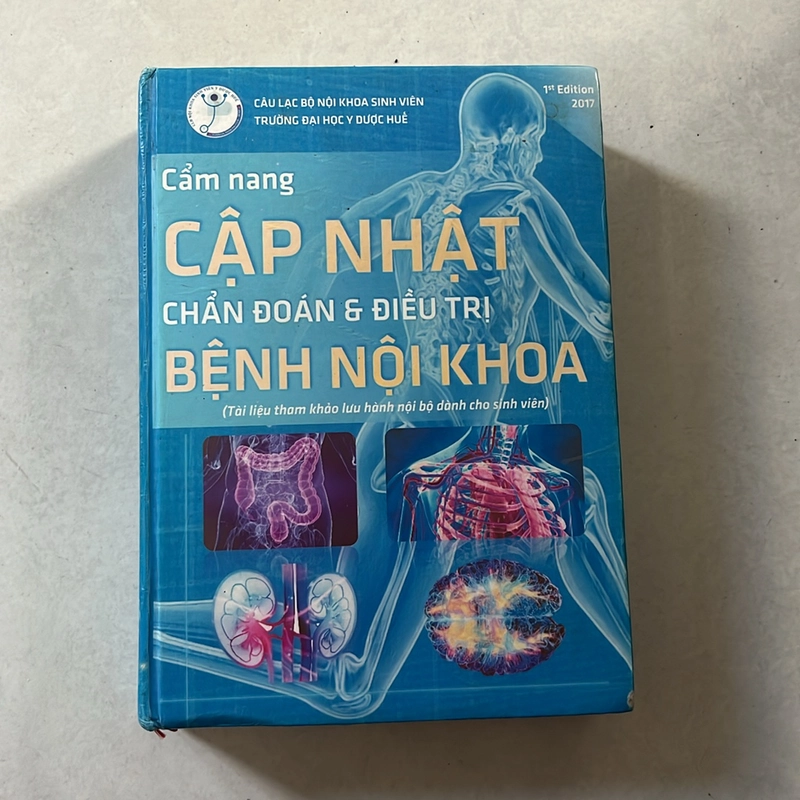 CÂU LẠC BỘ NỘI KHOA SINH VIÊN
TRƯỜNG ĐẠI HỌC Y DƯỢC HUẾ
1st Edition
2017
Cẩm nang
CẬP NHẬT
CHẨN ĐOÁN & ĐIỀU TRỊ
BỆNH NỘI KHOA
(Tài liệu tham khảo lưu hành nội bộ dành cho sinh viên)